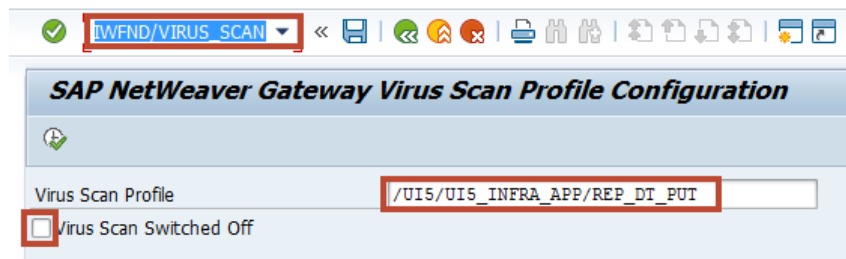 IWFND/VIRUS_SCAN
SAP NetWeaver Gateway Virus Scan Profile Configuration
Virus Scan Profile /UI5/UI5_INFRA_APP/REP_DT_PUT
Virus Scan Switched Off